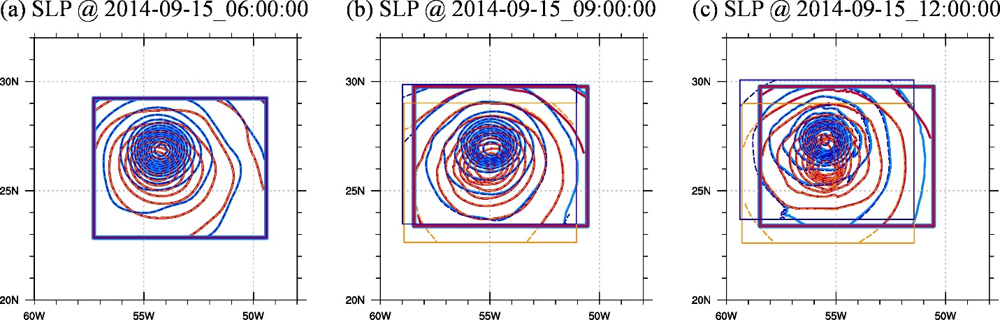 (a) SLP @ 2014-09-15_06:00:00
(b) SLP @ 2014-09-15_09:00:00
(c) SLP @ 2014-09-15_12:00:00
30N
25N
20N
60W 55W 50W
30N
25N
20N
60W 55W 50W
30N
25N
20N
60W 55W 50W